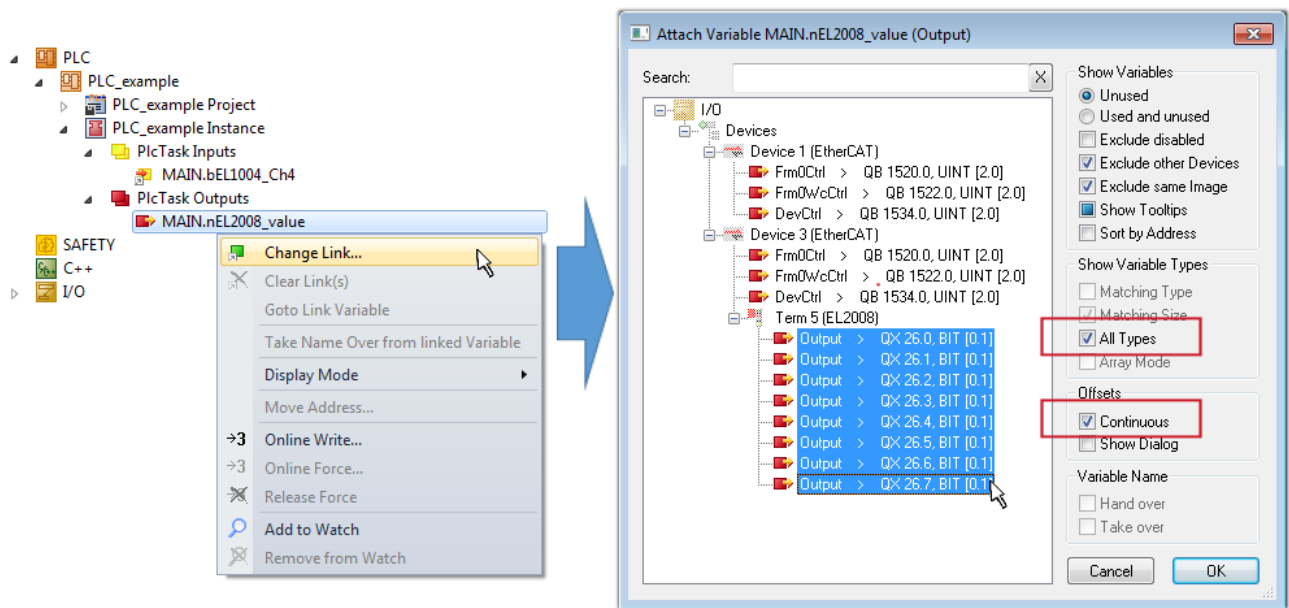 PLC
PLC_example
PLC_example Project
PLC_example Instance
PlcTask Inputs
MAIN.bEL1004_Ch4
PlcTask Outputs
MAIN.nEL2008_value
SAFETY
C++
I/O
Change Link...
Clear Link(s)
Goto Link Variable
Take Name Over from linked Variable
Display Mode
Move Address...
→3 Online Write...
→3 Online Force...
Release Force
Add to Watch
Remove from Watch
Attach Variable MAIN.nEL2008_value (Output)
Search:
I/O
Devices
Device 1 (EtherCAT)
Frm0Ctrl > QB 1520.0, UINT [2.0]
Frm0WcCtrl > QB 1522.0, UINT [2.0]
DevCtrl > QB 1534.0, UINT [2.0]
Device 3 (EtherCAT)
Frm0Ctrl > QB 1520.0, UINT [2.0]
Frm0WcCtrl > QB 1522.0, UINT [2.0]
DevCtrl > QB 1534.0, UINT [2.0]
Term 5 (EL2008)
Output > QX 26.0, BIT [0.1]
Output > QX 26.1, BIT [0.1]
Output > QX 26.2, BIT [0.1]
Output > QX 26.3, BIT [0.1]
Output > QX 26.4, BIT [0.1]
Output > QX 26.5, BIT [0.1]
Output > QX 26.6, BIT [0.1]
Output > QX 26.7, BIT [0.1]
Show Variables
Unused
Used and unused
Exclude disabled
Exclude other Devices
Exclude same Image
Show Tooltips
Sort by Address
Show Variable Types
Matching Type
Matching Size
All Types
Array Mode
Offsets
Continuous
Show Dialog
Variable Name
Hand over
Take over
Cancel
OK